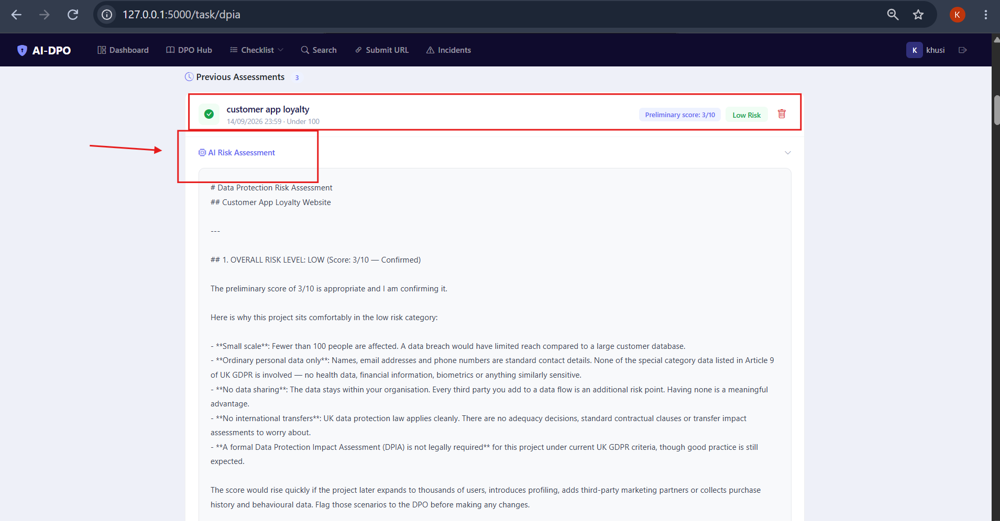 127.0.0.1:5000/task/dpia
K
AI-DPO
Dashboard
DPO Hub
Checklist
Search
Submit URL
Incidents
K
khusi
Previous Assessments 3
customer app loyalty
14/09/2026 23:59 · Under 100
Preliminary score: 3/10
Low Risk
AI Risk Assessment
# Data Protection Risk Assessment
## Customer App Loyalty Website
---
## 1. OVERALL RISK LEVEL: LOW (Score: 3/10 — Confirmed)
The preliminary score of 3/10 is appropriate and I am confirming it.
Here is why this project sits comfortably in the low risk category:
- **Small scale**: Fewer than 100 people are affected. A data breach would have limited reach compared to a large customer database.
- **Ordinary personal data only**: Names, email addresses and phone numbers are standard contact details. None of the special category data listed in Article 9
of UK GDPR is involved — no health data, financial information, biometrics or anything similarly sensitive.
- **No data sharing**: The data stays within your organisation. Every third party you add to a data flow is an additional risk point. Having none is a meaningful
advantage.
- **No international transfers**: UK data protection law applies cleanly. There are no adequacy decisions, standard contractual clauses or transfer impact
assessments to worry about.
- **A formal Data Protection Impact Assessment (DPIA) is not legally required** for this project under current UK GDPR criteria, though good practice is still
expected.
The score would rise quickly if the project later expands to thousands of users, introduces profiling, adds third-party marketing partners or collects purchase
history and behavioural data. Flag those scenarios to the DPO before making any changes.